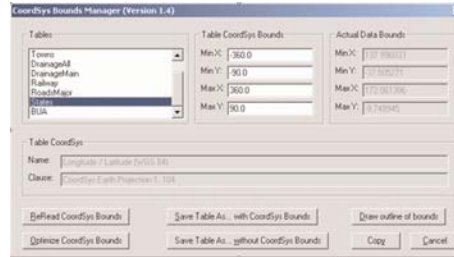 CoordSys Bounds Manager (Version 1.4)
Tables
Towns
DrainageAll
DrainageMain
Railway
RoadsMajor
States
BUA
Table CoordSys Bounds
Min X: -360.0
Min Y: -90.0
Max X: 360.0
Max Y: 90.0
Actual Data Bounds
Min X:
Min Y:
Max X:
Max Y: -9.749945
Table CoordSys
Name: Longitude / Latitude (WGS 84)
Clause: CoordSys Earth Projection 1, 104
ReRead CoordSys Bounds
Save Table As... with CoordSys Bounds
Draw outline of bounds
Optimize CoordSys Bounds
Save Table As... without CoordSys Bounds
Copy
Cancel